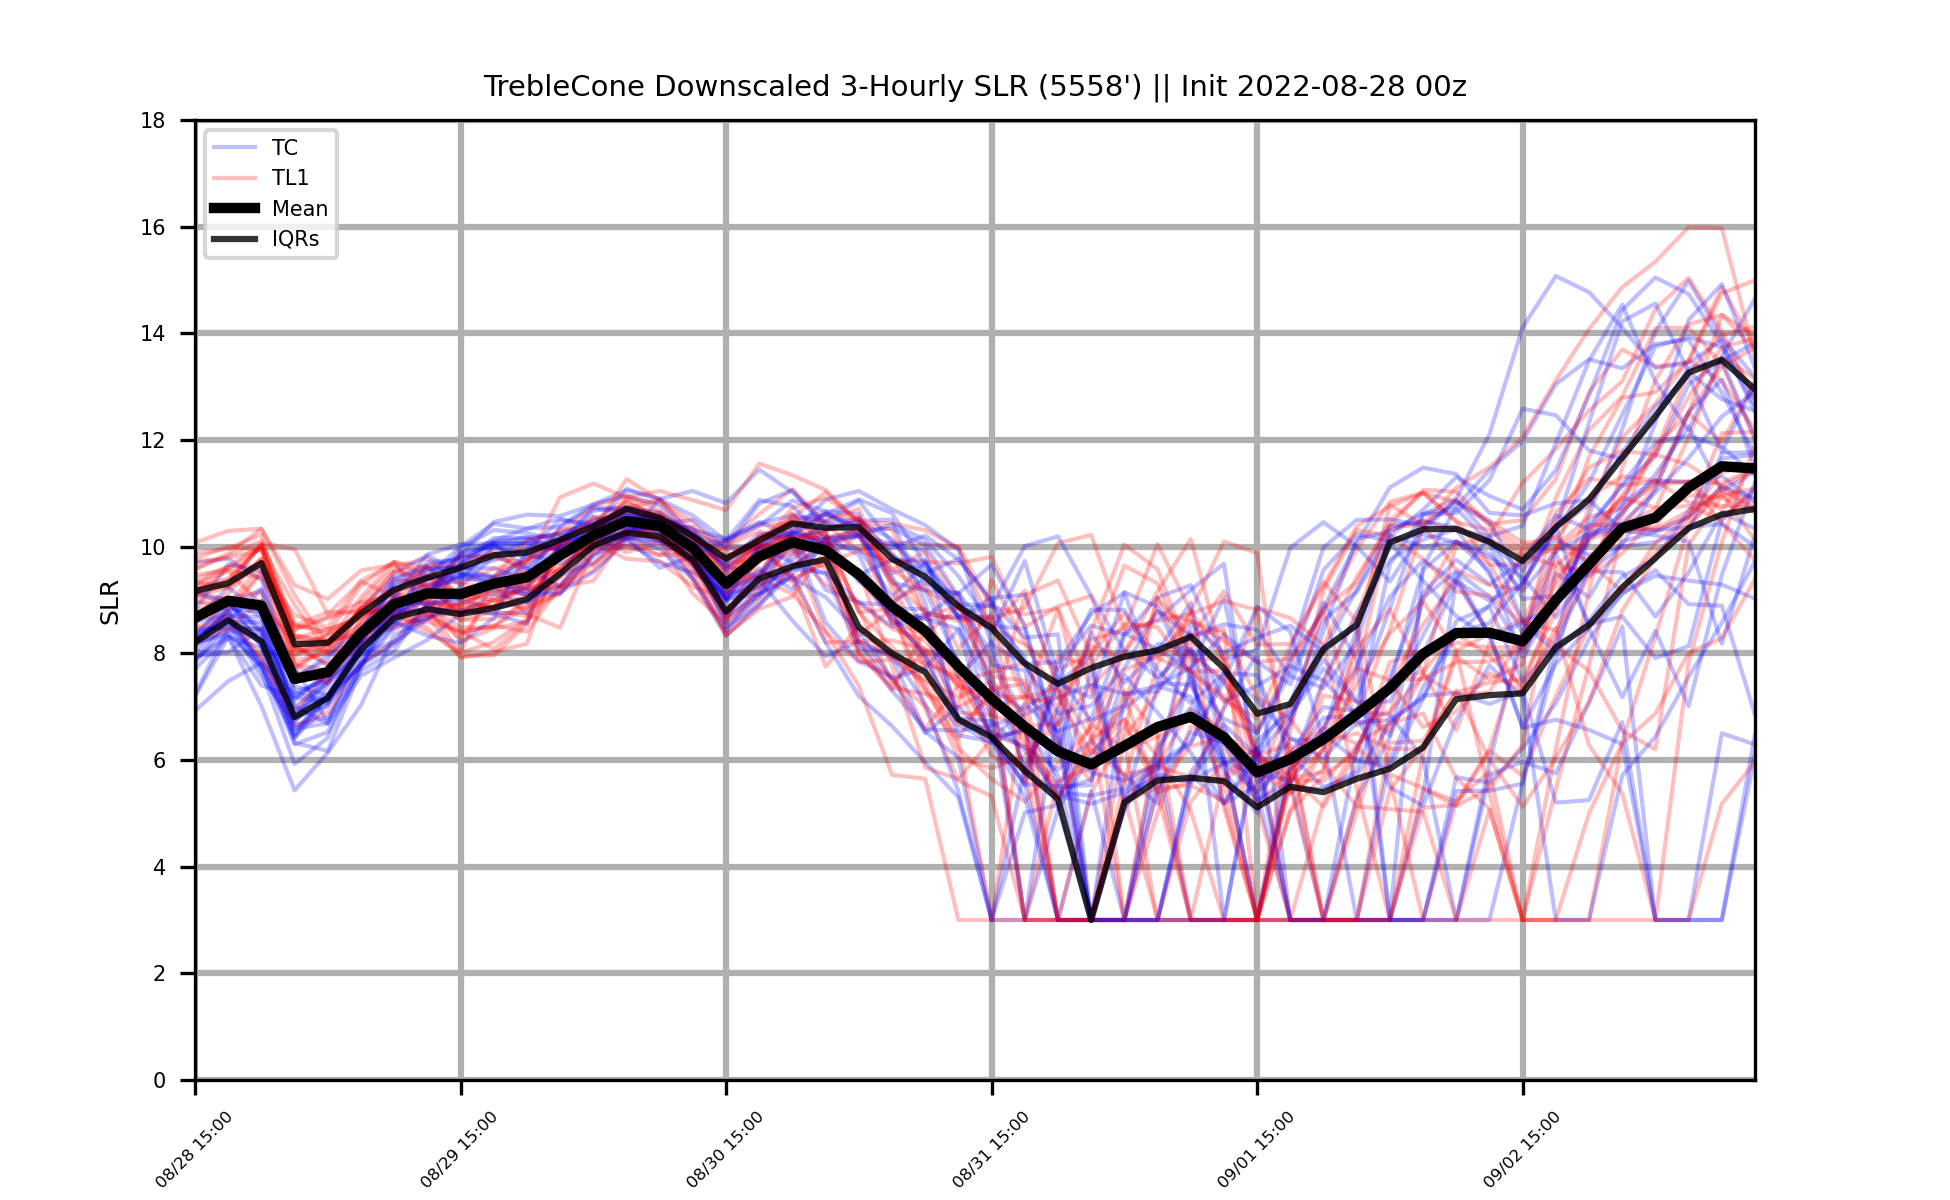 TrebleCone Downscaled 3-Hourly SLR (5558') || Init 2022-08-28 00z
18
16
14
12
10
8
6
4
2
0
SLR
TC
TL1
Mean
IQRs
08/28 15:00
08/29 15:00
08/30 15:00
08/31 15:00
09/01 15:00
09/02 15:00